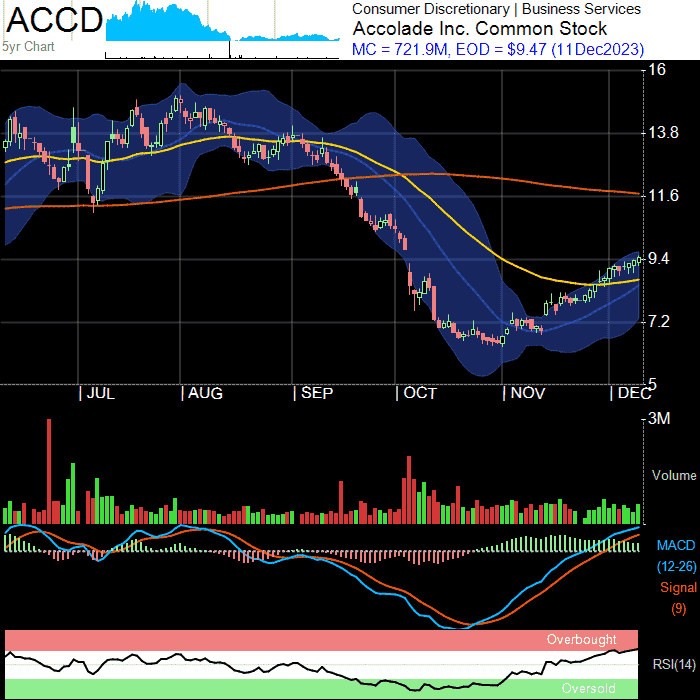 ACCD
5yr Chart
Consumer Discretionary | Business Services
Accolade Inc. Common Stock
MC = 721.9M, EOD = $9.47 (11Dec2023)
16
13.8
11.6
9.4
7.2
5
JUL AUG SEP OCT NOV DEC
3M
Volume
MACD
(12-26)
Signal
(9)
Overbought
RSI(14)
Oversold